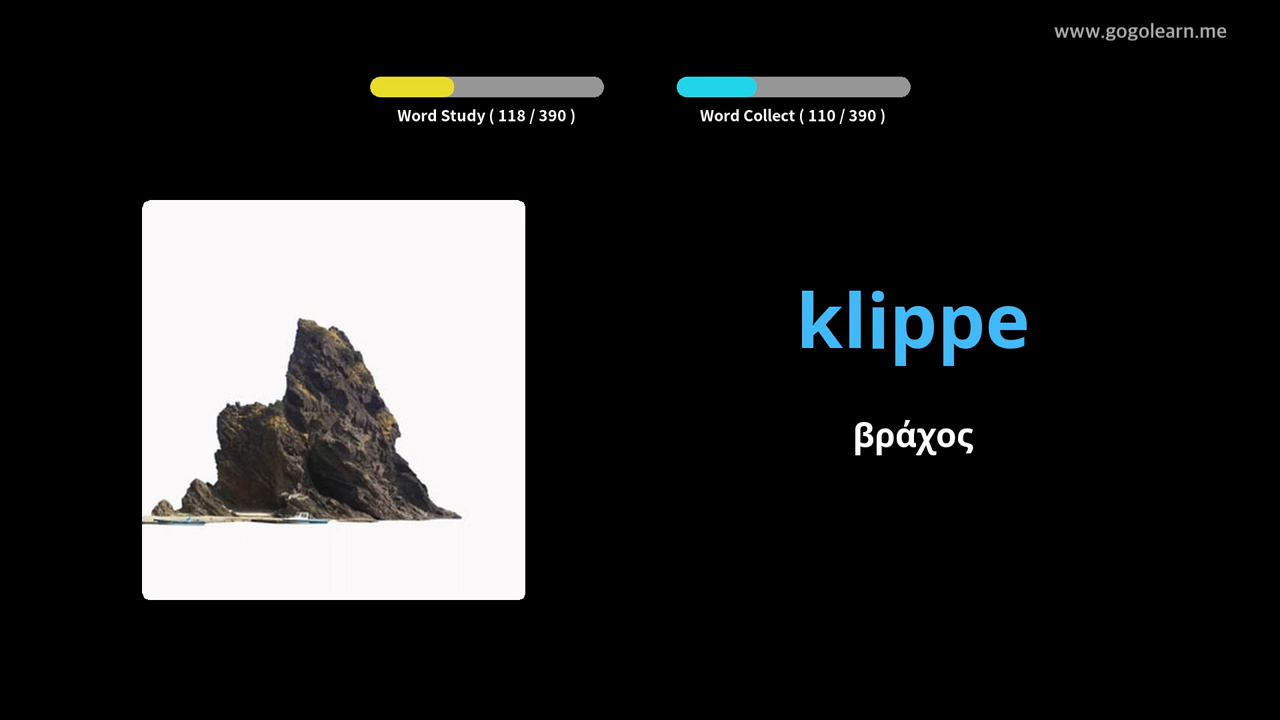 www.gogolearn.me
Word Study ( 118 / 390 )
Word Collect ( 110 / 390 )
klippe
βράχος